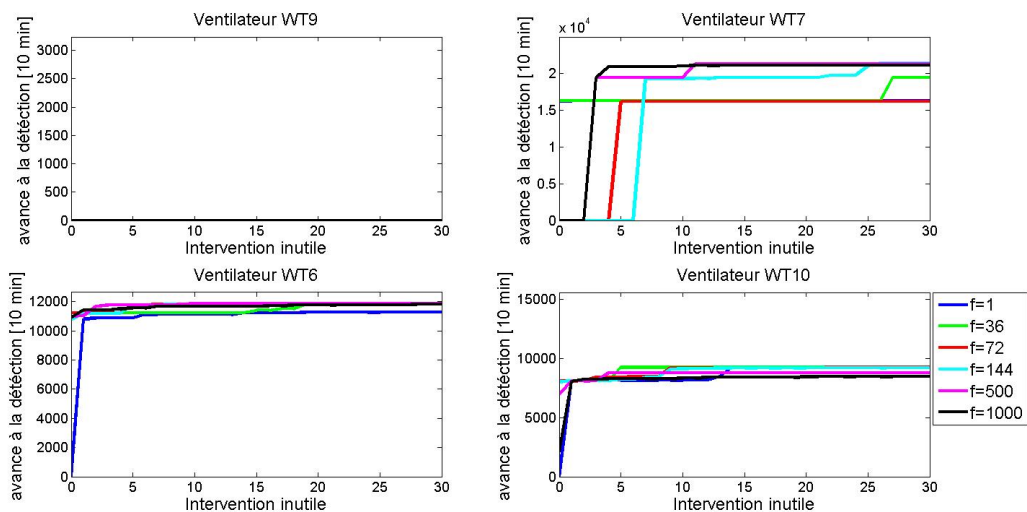 Ventilateur WT9
avance à la détéction [10 min]
3000
2500
2000
1500
1000
500
0
0 5 10 15 20 25 30
Intervention inutile
Ventilateur WT7
x 10^4
avance à la détéction [10 min]
2
1.5
1
0.5
0
0 5 10 15 20 25 30
Intervention inutile
Ventilateur WT6
avance à la détéction [10 min]
12000
10000
8000
6000
4000
2000
0
0 5 10 15 20 25 30
Intervention inutile
Ventilateur WT10
avance à la détéction [10 min]
15000
10000
5000
0
0 5 10 15 20 25 30
Intervention inutile
f=1
f=36
f=72
f=144
f=500
f=1000